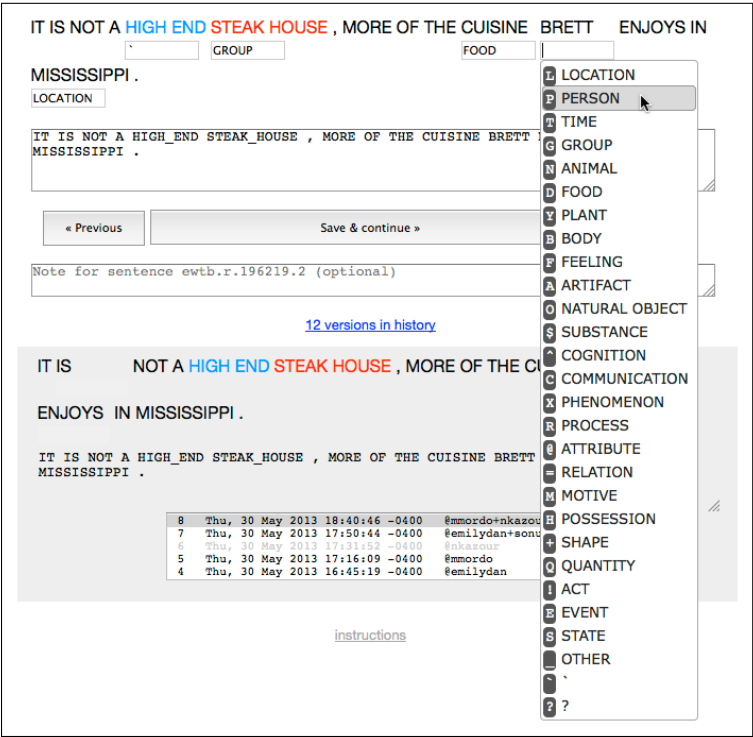 IT IS NOT A HIGH END STEAK HOUSE , MORE OF THE CUISINE BRETT ENJOYS IN
` GROUP FOOD
MISSISSIPPI .
LOCATION
IT IS NOT A HIGH_END STEAK_HOUSE , MORE OF THE CUISINE BRETT
MISSISSIPPI .
« Previous
Save & continue »
Note for sentence ewtb.r.196219.2 (optional)
12 versions in history
IT IS NOT A HIGH END STEAK HOUSE , MORE OF THE
ENJOYS IN MISSISSIPPI .
IT IS NOT A HIGH_END STEAK_HOUSE , MORE OF THE CUISINE BRETT
MISSISSIPPI .
8 Thu, 30 May 2013 18:40:46 -0400 @mmordo+nkazou
7 Thu, 30 May 2013 17:50:44 -0400 @emilydan+sonu
6 Thu, 30 May 2013 17:31:52 -0400 @nkazour
5 Thu, 30 May 2013 17:16:09 -0400 @mmordo
4 Thu, 30 May 2013 16:45:19 -0400 @emilydan
instructions
L LOCATION
P PERSON
T TIME
G GROUP
N ANIMAL
D FOOD
Y PLANT
B BODY
F FEELING
A ARTIFACT
O NATURAL OBJECT
$ SUBSTANCE
^ COGNITION
C COMMUNICATION
X PHENOMENON
R PROCESS
@ ATTRIBUTE
= RELATION
M MOTIVE
H POSSESSION
+ SHAPE
Q QUANTITY
! ACT
E EVENT
S STATE
_ OTHER
` `
? ?